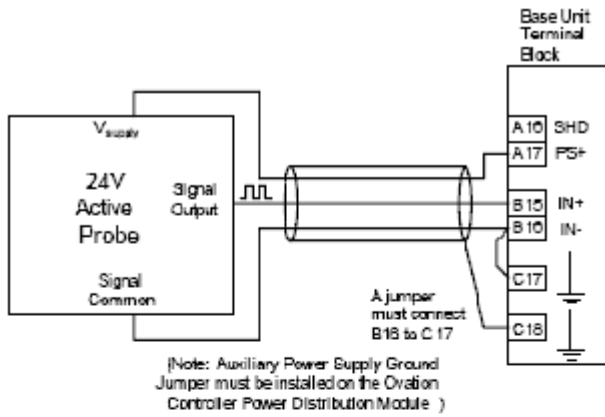 Base Unit
Terminal
Block
Vsupply
24V
Active
Probe
Signal
Output
Signal
Common
A16 SHD
A17 PS+
B15 IN+
B16 IN-
C17
C18
A jumper
must connect
B16 to C17
(Note: Auxiliary Power Supply Ground
Jumper must be installed on the Ovation
Controller Power Distribution Module )